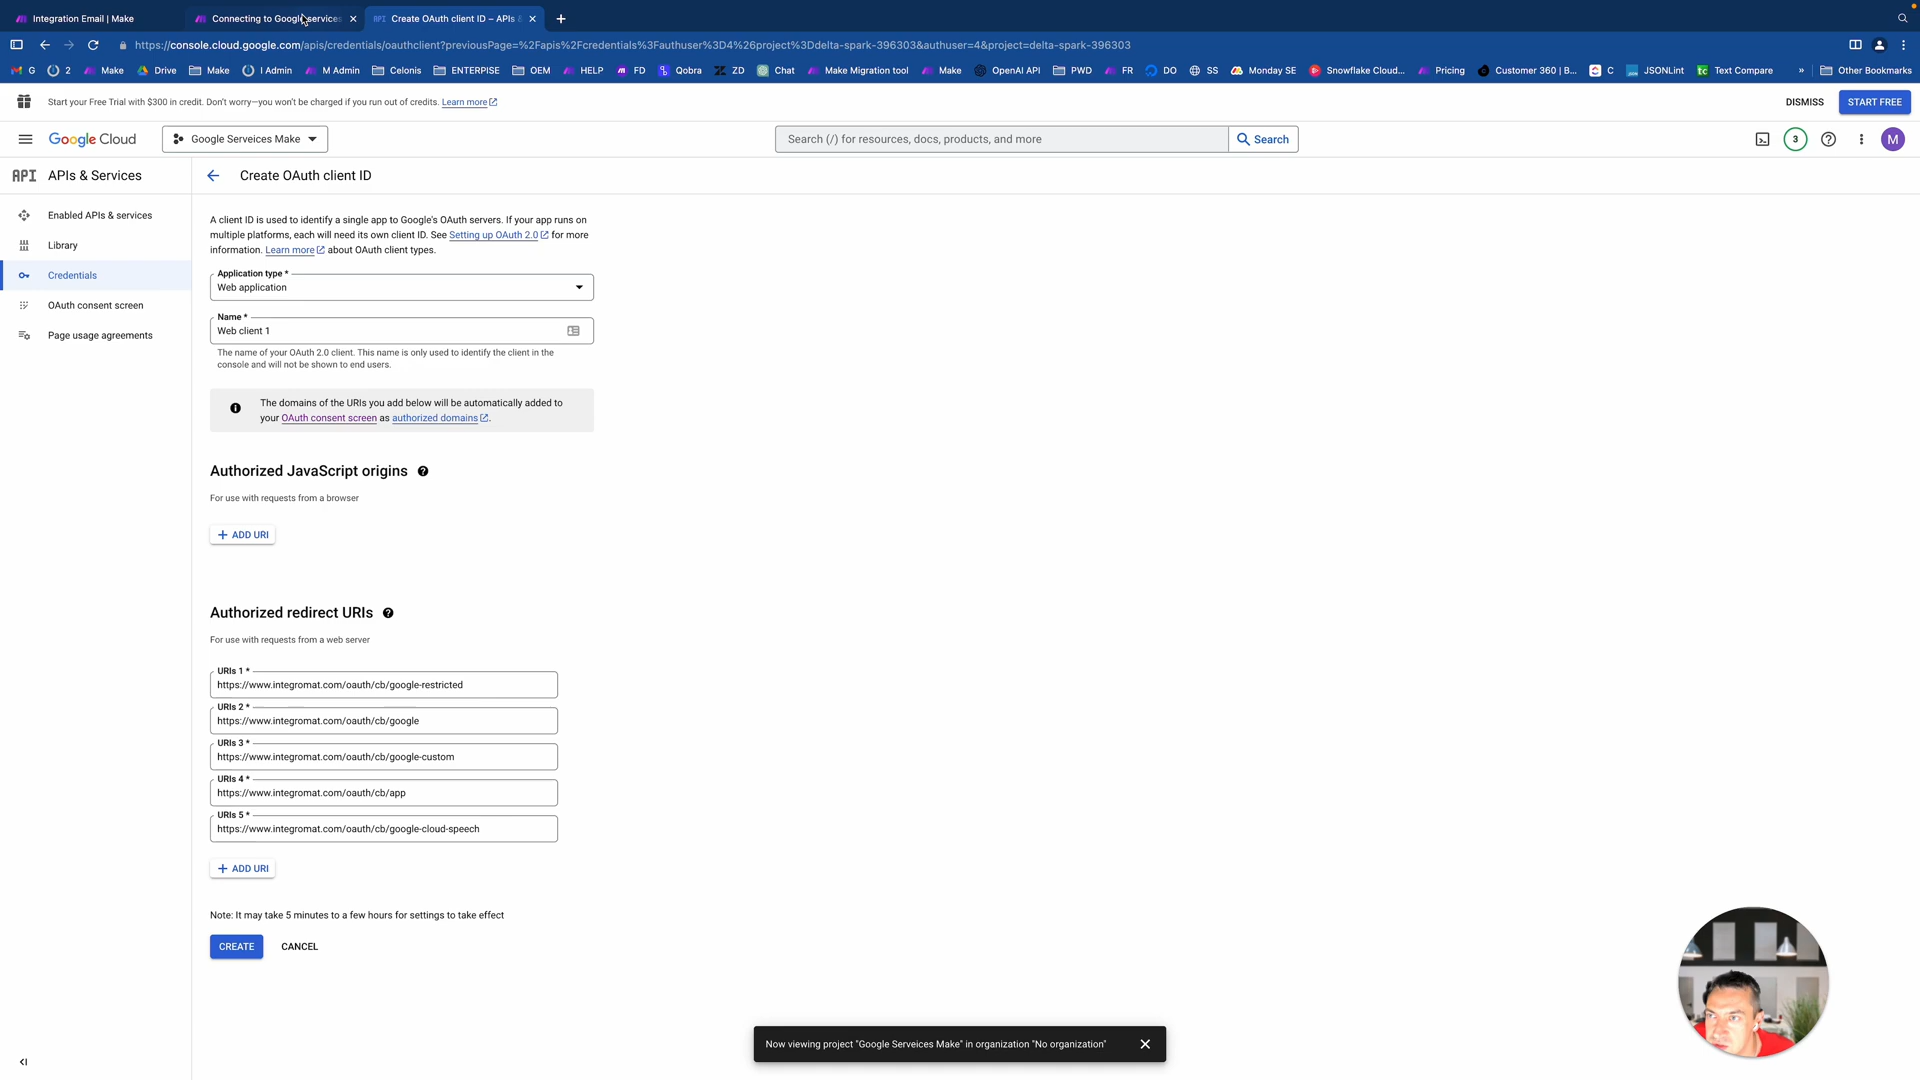 Integration Email | Make
Connecting to Google services
API Create OAuth client ID – APIs &
https://console.cloud.google.com/apis/credentials/oauthclient?previousPage=%2Fapis%2Fcredentials%3Fauthuser%3D4%26project%3Ddelta-spark-396303&authuser=4&project=delta-spark-396303
G 2 Make Drive Make I Admin M Admin Celonis ENTERPISE OEM HELP FD Qobra ZD Chat Make Migration tool Make OpenAI API PWD FR DO SS Monday SE Snowflake Cloud... Pricing Customer 360 | B... C JSONLint Text Compare » Other Bookmarks
Start your Free Trial with $300 in credit. Don't worry—you won't be charged if you run out of credits. Learn more
DISMISS
START FREE
Google Cloud
Google Serveices Make
Search (/) for resources, docs, products, and more
Search
3
M
API APIs & Services
Create OAuth client ID
Enabled APIs & services
Library
Credentials
OAuth consent screen
Page usage agreements
A client ID is used to identify a single app to Google's OAuth servers. If your app runs on
multiple platforms, each will need its own client ID. See Setting up OAuth 2.0 for more
information. Learn more about OAuth client types.
Application type *
Web application
Name *
Web client 1
The name of your OAuth 2.0 client. This name is only used to identify the client in the
console and will not be shown to end users.
The domains of the URIs you add below will be automatically added to
your OAuth consent screen as authorized domains.
Authorized JavaScript origins
For use with requests from a browser
+ ADD URI
Authorized redirect URIs
For use with requests from a web server
URIs 1 *
https://www.integromat.com/oauth/cb/google-restricted
URIs 2 *
https://www.integromat.com/oauth/cb/google
URIs 3 *
https://www.integromat.com/oauth/cb/google-custom
URIs 4 *
https://www.integromat.com/oauth/cb/app
URIs 5 *
https://www.integromat.com/oauth/cb/google-cloud-speech
+ ADD URI
Note: It may take 5 minutes to a few hours for settings to take effect
CREATE
CANCEL
Now viewing project "Google Serveices Make" in organization "No organization"